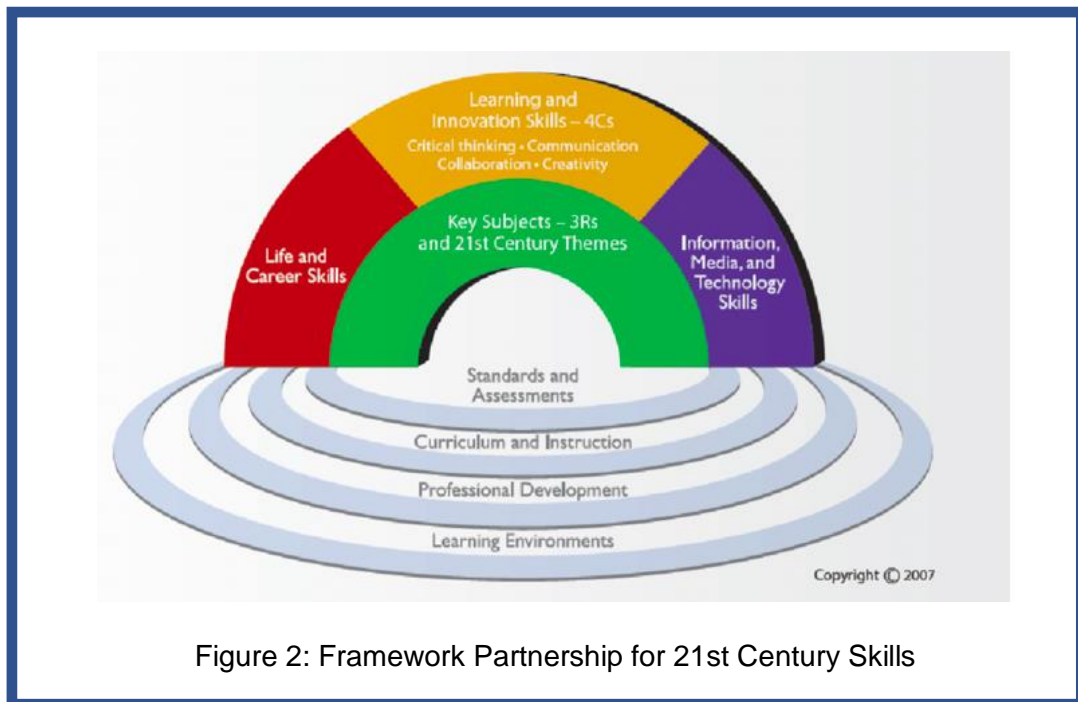 Learning and
Innovation Skills – 4Cs
Critical thinking • Communication
Collaboration • Creativity
Key Subjects – 3Rs
and 21st Century Themes
Life and
Career Skills
Information,
Media, and
Technology
Skills
Standards and
Assessments
Curriculum and Instruction
Professional Development
Learning Environments
Copyright © 2007
Figure 2: Framework Partnership for 21st Century Skills